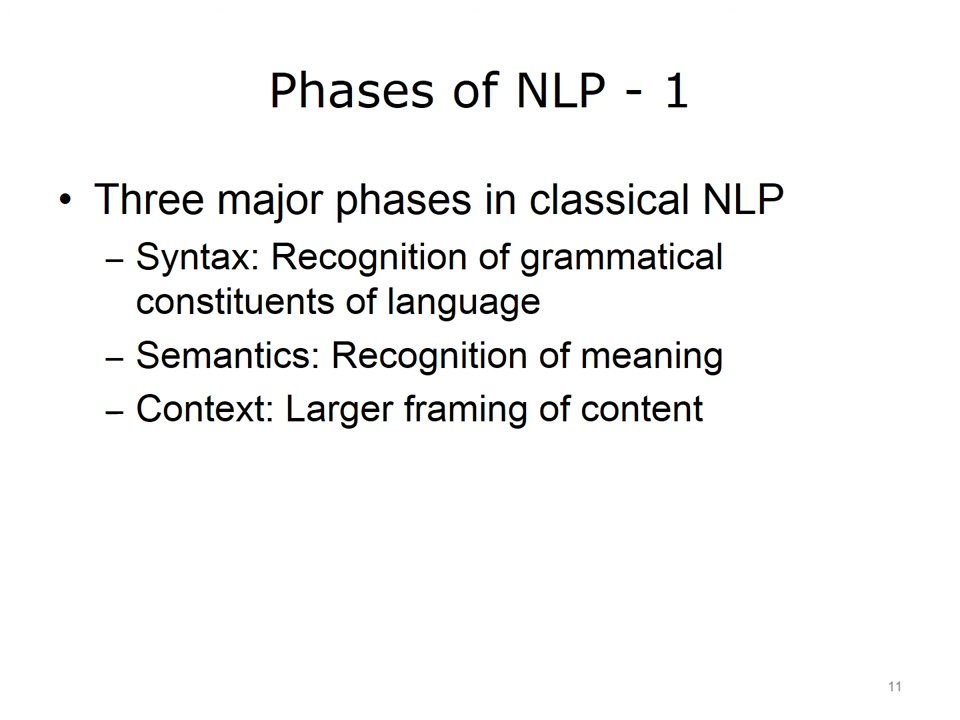 Phases of NLP - 1
• Three major phases in classical NLP
– Syntax: Recognition of grammatical
constituents of language
– Semantics: Recognition of meaning
– Context: Larger framing of content
11